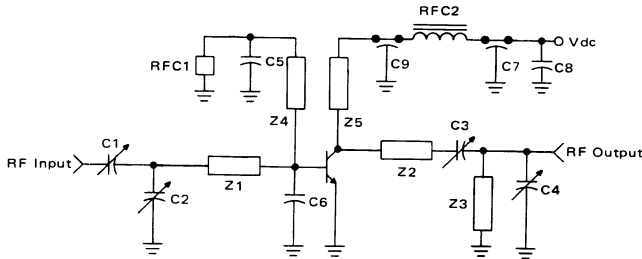 RFC2
Vdc
RFC1
C5
C9
C7
C8
Z4
Z5
C1
C3
RF Input
Z1
Z2
RF Output
C2
C6
Z3
C4